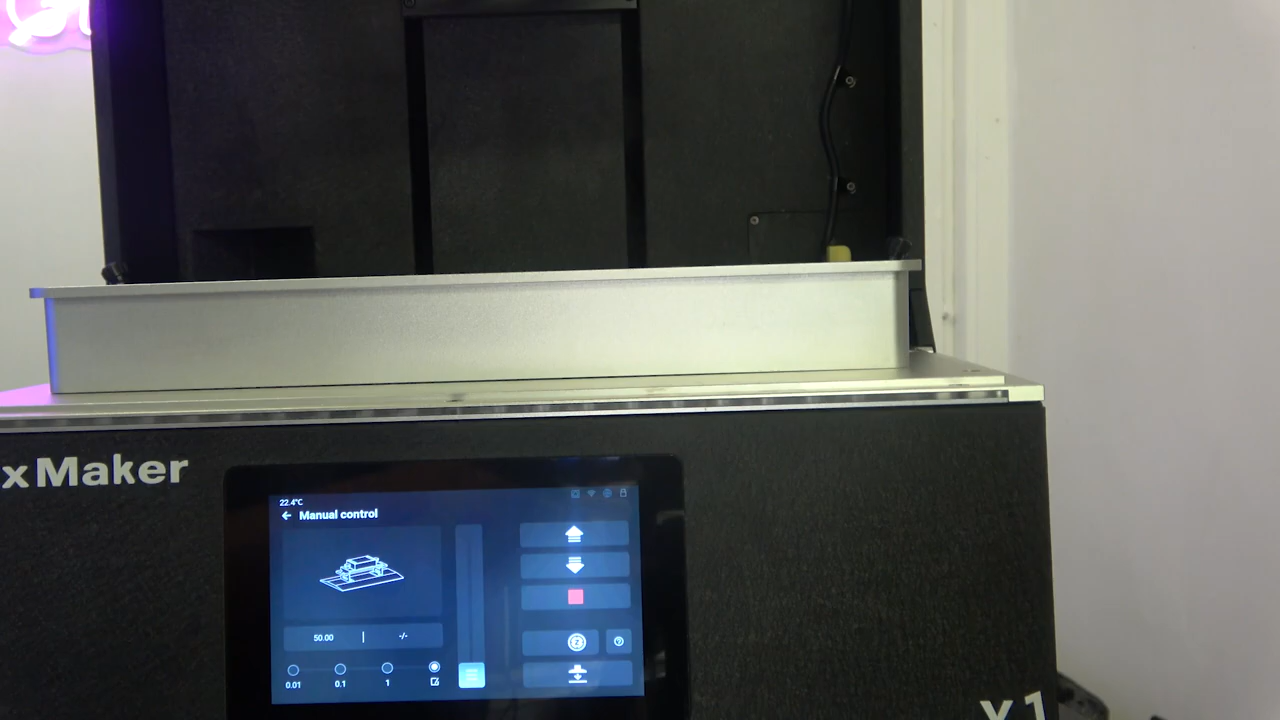 xMaker
22.4°C
Manual control
50.00 | -/-
0.01 0.1 1
X1